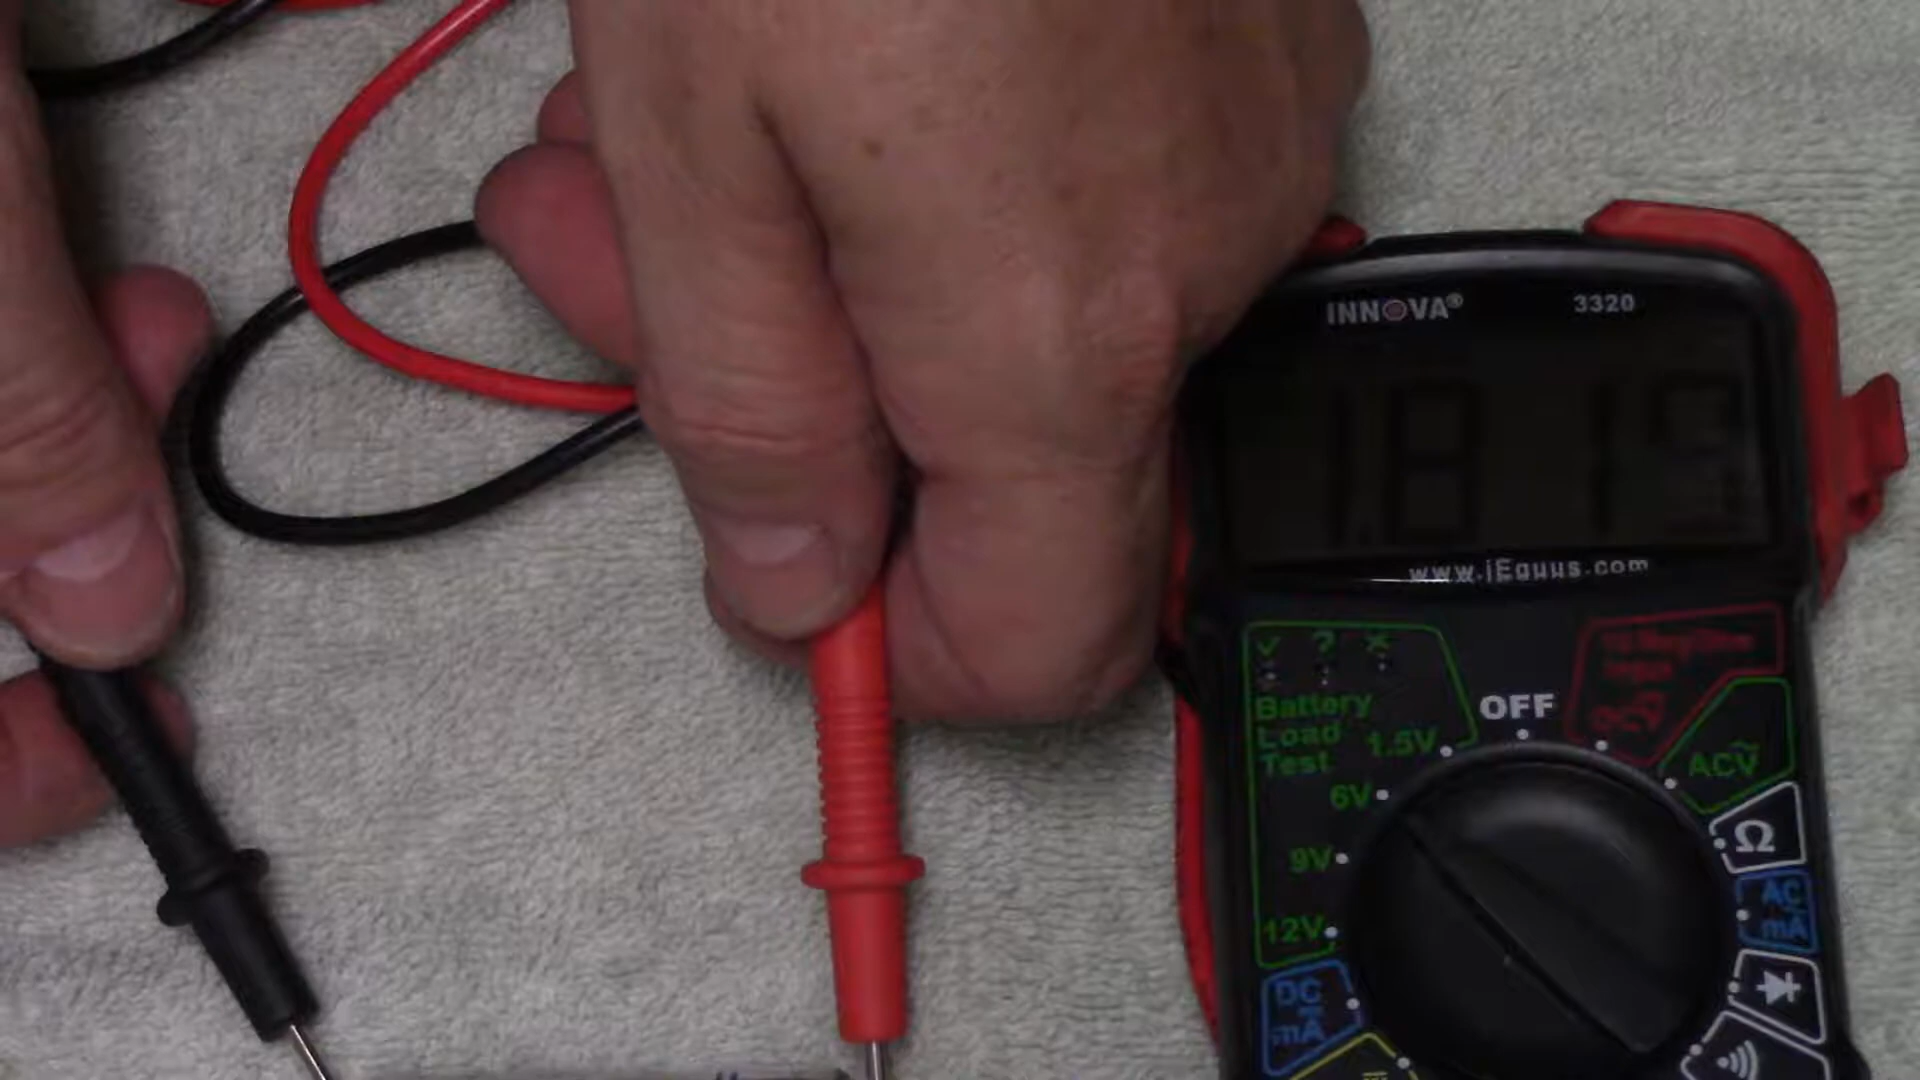 INNOVA® 3320
www.iEquus.com
OFF
Battery
Load
Test
1.5V
6V
9V
12V
ACV
Ω
AC
mA
DC
mA